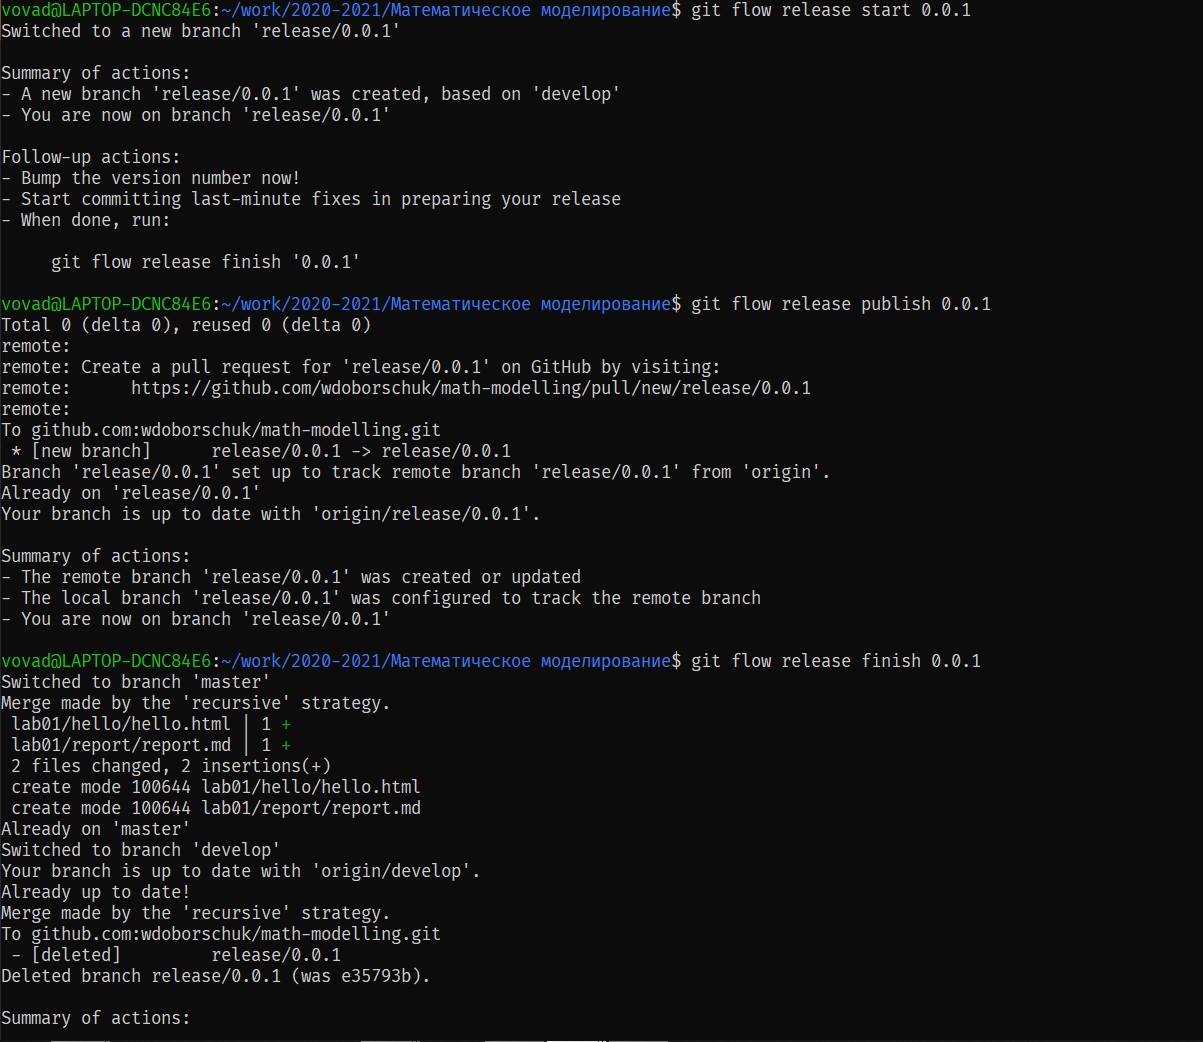 vovad@LAPTOP-DCNC84E6:~/work/2020-2021/Математическое моделирование$ git flow release start 0.0.1
Switched to a new branch 'release/0.0.1'
Summary of actions:
- A new branch 'release/0.0.1' was created, based on 'develop'
- You are now on branch 'release/0.0.1'
Follow-up actions:
- Bump the version number now!
- Start committing last-minute fixes in preparing your release
- When done, run:
git flow release finish '0.0.1'
vovad@LAPTOP-DCNC84E6:~/work/2020-2021/Математическое моделирование$ git flow release publish 0.0.1
Total 0 (delta 0), reused 0 (delta 0)
remote:
remote: Create a pull request for 'release/0.0.1' on GitHub by visiting:
remote:      https://github.com/wdoborschuk/math-modelling/pull/new/release/0.0.1
remote:
To github.com:wdoborschuk/math-modelling.git
* [new branch]      release/0.0.1 -> release/0.0.1
Branch 'release/0.0.1' set up to track remote branch 'release/0.0.1' from 'origin'.
Already on 'release/0.0.1'
Your branch is up to date with 'origin/release/0.0.1'.
Summary of actions:
- The remote branch 'release/0.0.1' was created or updated
- The local branch 'release/0.0.1' was configured to track the remote branch
- You are now on branch 'release/0.0.1'
vovad@LAPTOP-DCNC84E6:~/work/2020-2021/Математическое моделирование$ git flow release finish 0.0.1
Switched to branch 'master'
Merge made by the 'recursive' strategy.
lab01/hello/hello.html | 1 +
lab01/report/report.md | 1 +
2 files changed, 2 insertions(+)
create mode 100644 lab01/hello/hello.html
create mode 100644 lab01/report/report.md
Already on 'master'
Switched to branch 'develop'
Your branch is up to date with 'origin/develop'.
Already up to date!
Merge made by the 'recursive' strategy.
To github.com:wdoborschuk/math-modelling.git
- [deleted]         release/0.0.1
Deleted branch release/0.0.1 (was e35793b).
Summary of actions: